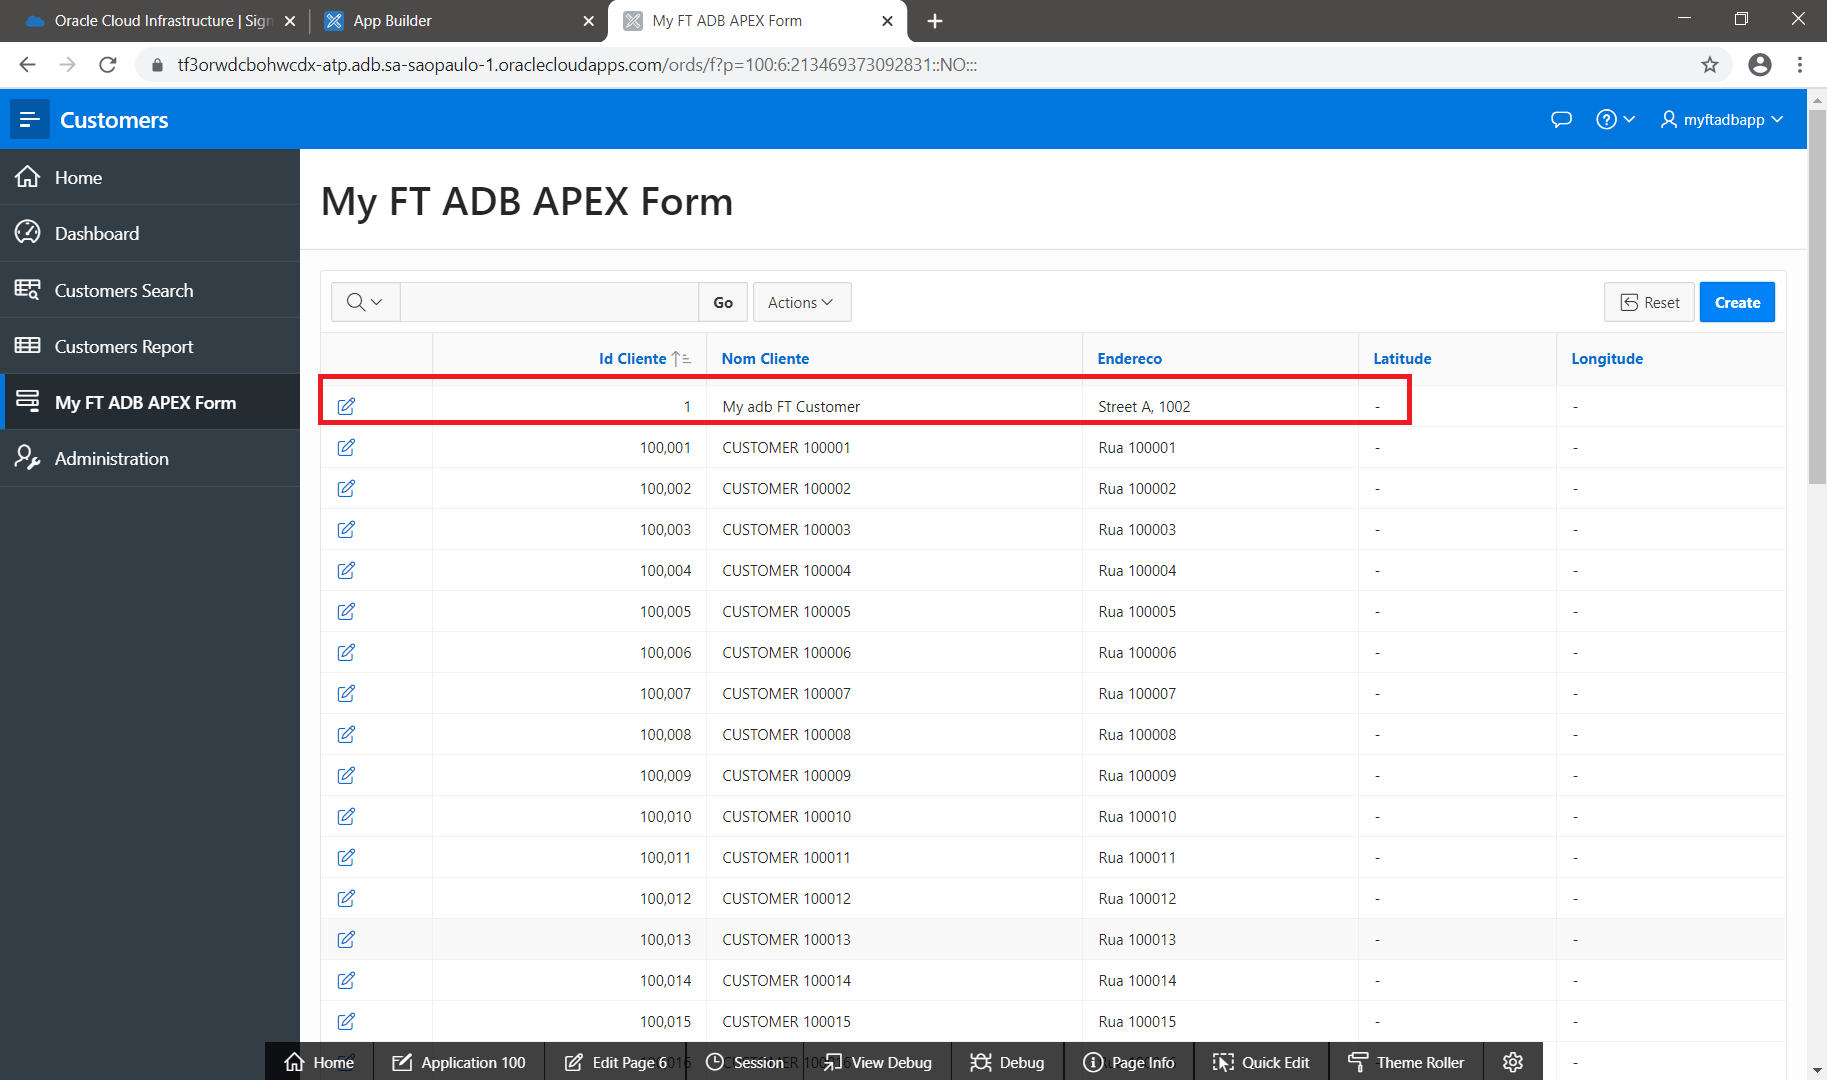 Oracle Cloud Infrastructure | Sign
App Builder
My FT ADB APEX Form
tf3orwdcbohwcdx-atp.adb.sa-saopaulo-1.oraclecloudapps.com/ords/f?p=100:6:213469373092831::NO:::
Customers
myftadbapp
Home
Dashboard
Customers Search
Customers Report
My FT ADB APEX Form
Administration
My FT ADB APEX Form
Go Actions Reset Create
Id Cliente Nom Cliente Endereco Latitude Longitude
1 My adb FT Customer Street A, 1002 - -
100,001 CUSTOMER 100001 Rua 100001 - -
100,002 CUSTOMER 100002 Rua 100002 - -
100,003 CUSTOMER 100003 Rua 100003 - -
100,004 CUSTOMER 100004 Rua 100004 - -
100,005 CUSTOMER 100005 Rua 100005 - -
100,006 CUSTOMER 100006 Rua 100006 - -
100,007 CUSTOMER 100007 Rua 100007 - -
100,008 CUSTOMER 100008 Rua 100008 - -
100,009 CUSTOMER 100009 Rua 100009 - -
100,010 CUSTOMER 100010 Rua 100010 - -
100,011 CUSTOMER 100011 Rua 100011 - -
100,012 CUSTOMER 100012 Rua 100012 - -
100,013 CUSTOMER 100013 Rua 100013 - -
100,014 CUSTOMER 100014 Rua 100014 - -
100,015 CUSTOMER 100015 Rua 100015 - -
Home Application 100 Edit Page 6 Session View Debug Debug Page Info Quick Edit Theme Roller